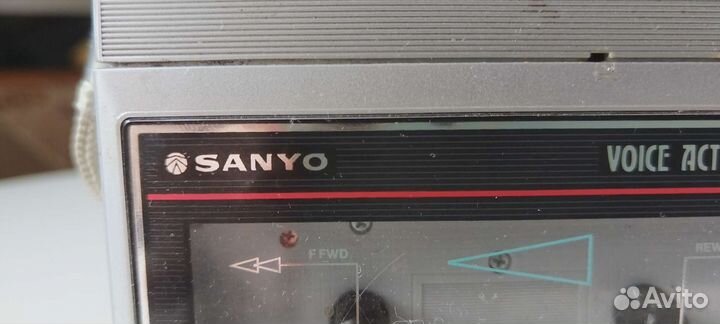 SANYO
VOICE ACT
F FWD
REW
Avito